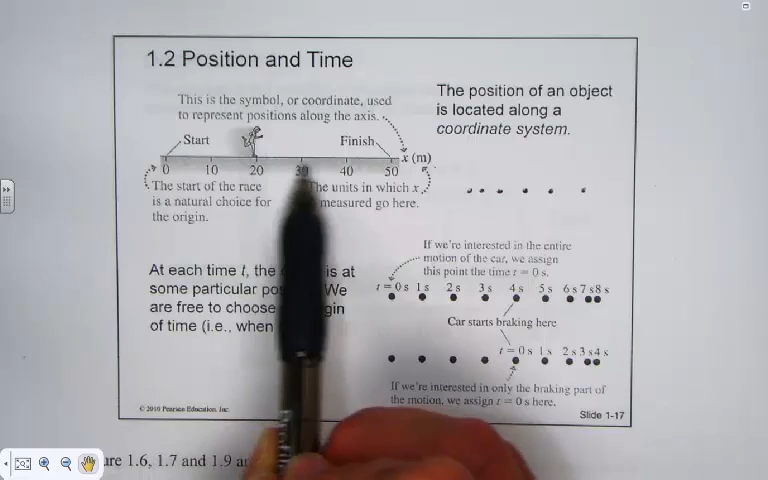 1.2 Position and Time
This is the symbol, or coordinate, used
to represent positions along the axis.
Start
Finish
x (m)
0 10 20 30 40 50
The start of the race
is a natural choice for
the origin.
The units in which x
measured go here.
The position of an object
is located along a
coordinate system.
At each time t, the is at
some particular We
are free to choose
of time (i.e., when
If we're interested in the entire
motion of the car, we assign
this point the time t = 0 s.
t = 0 s 1 s 2 s 3 s 4 s 5 s 6 s 7 s 8 s
Car starts braking here
t = 0 s 1 s 2 s 3 s 4 s
If we're interested in only the braking part of
the motion, we assign t = 0 s here.
© 2010 Pearson Education, Inc.
Slide 1-17
1.6, 1.7 and 1.9